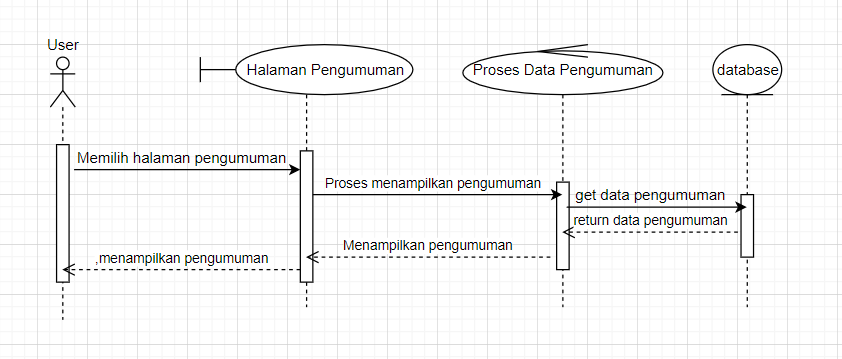 User
Halaman Pengumuman
Proses Data Pengumuman
database
Memilih halaman pengumuman
Proses menampilkan pengumuman
get data pengumuman
return data pengumuman
Menampilkan pengumuman
,menampilkan pengumuman